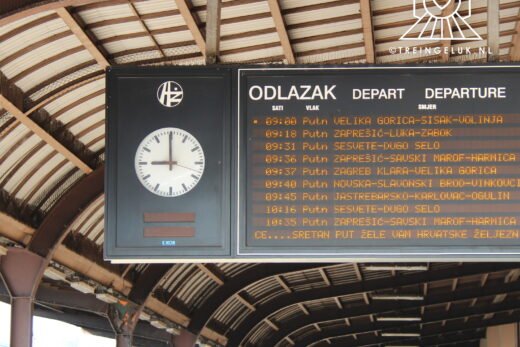 ©TREINGELUK.NL
HŽ
ODLAZAK DEPART DEPARTURE
SATI VLAK SMJER
09:00 Putn VELIKA GORICA-SISAK-VOLINJA
09:18 Putn ZAPREŠIĆ-LUKA-ZABOK
09:31 Putn SESVETE-DUGO SELO
09:36 Putn ZAPREŠIĆ-SAVSKI MAROF-HARMICA
09:37 Putn ZAGREB KLARA-VELIKA GORICA
09:40 Putn NOVSKA-SLAVONSKI BROD-VINKOVCI
09:45 Putn JASTREBARSKO-KARLOVAC-OGULIN
10:16 Putn SESVETE-DUGO SELO
10:35 Putn ZAPREŠIĆ-SAVSKI MAROF-HARMICA
CE....SRETAN PUT ŽELE VAM HRVATSKE ŽELJEZN